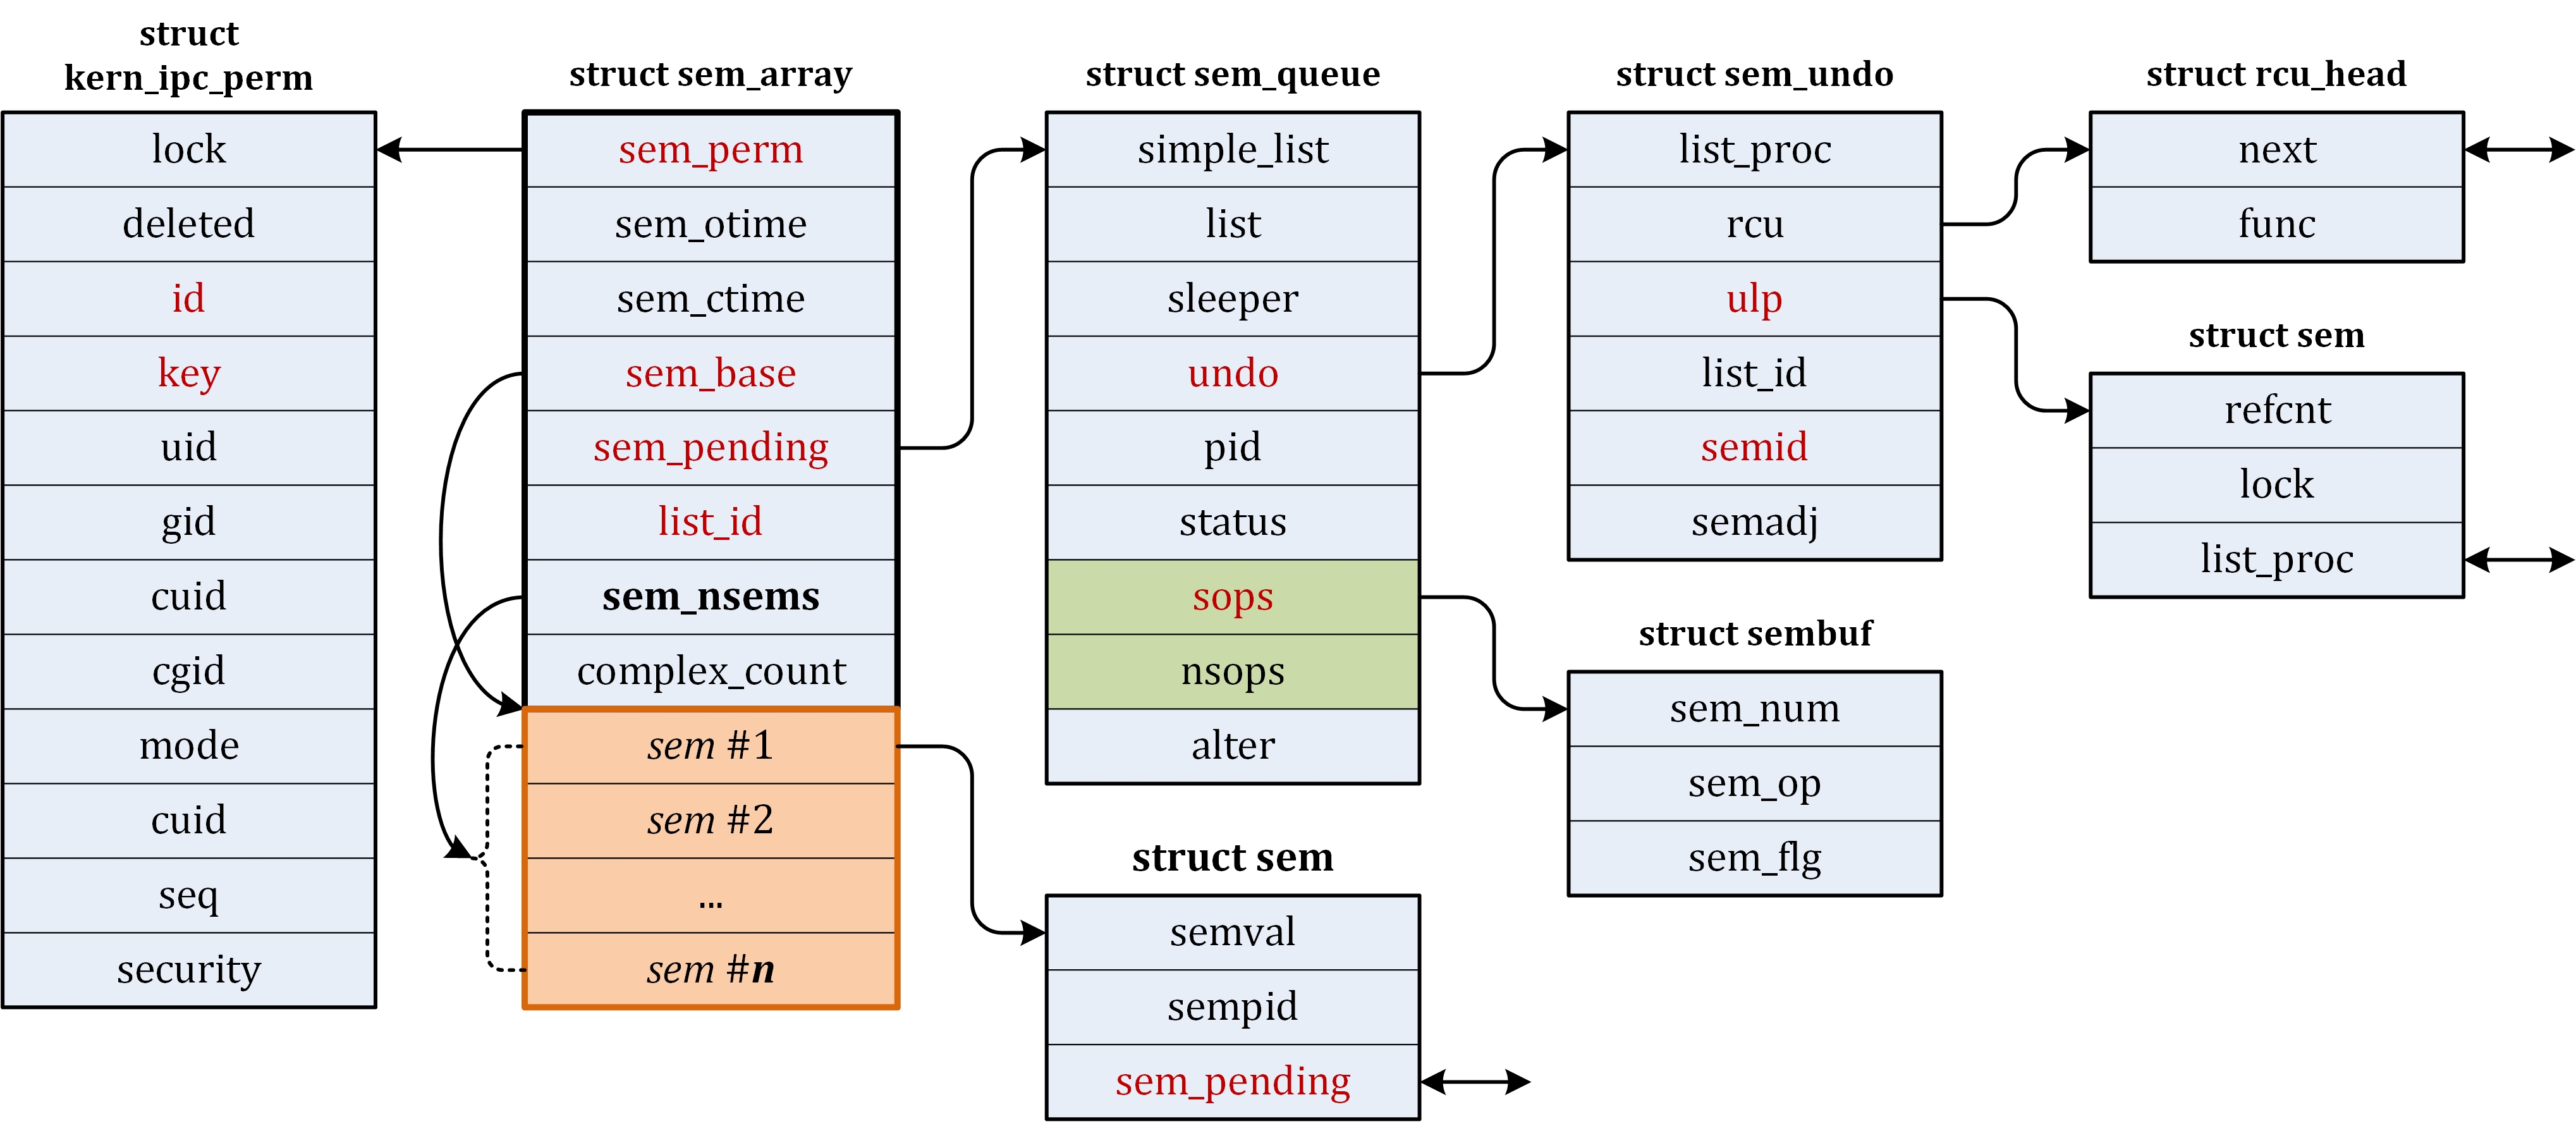 struct
kern_ipc_perm
lock
deleted
id
key
uid
gid
cuid
cgid
mode
cuid
seq
security
struct sem_array
sem_perm
sem_otime
sem_ctime
sem_base
sem_pending
list_id
sem_nsems
complex_count
sem #1
sem #2
...
sem #n
struct sem_queue
simple_list
list
sleeper
undo
pid
status
sops
nsops
alter
struct sem
semval
sempid
sem_pending
struct sem_undo
list_proc
rcu
ulp
list_id
semid
semadj
struct sembuf
sem_num
sem_op
sem_flg
struct rcu_head
next
func
struct sem
refcnt
lock
list_proc